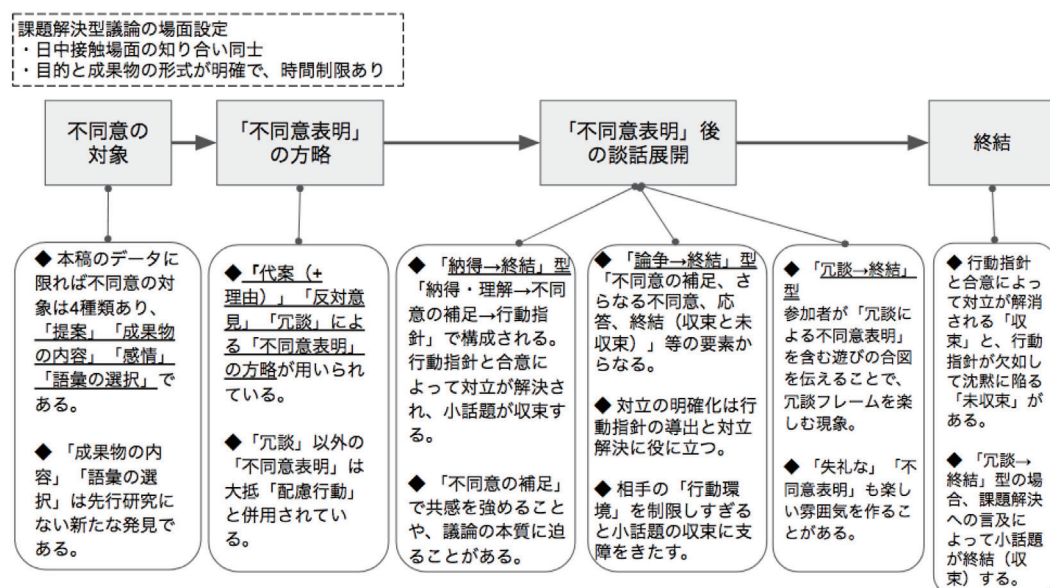 課題解決型議論の場面設定
・日中接触場面の知り合い同士
・目的と成果物の形式が明確で、時間制限あり
不同意の
対象
「不同意表明」
の方略
「不同意表明」後
の談話展開
終結
◆ 本稿のデータに
限れば不同意の対
象は4種類あり、
「提案」「成果物
の内容」「感情」
「語彙の選択」で
ある。
◆ 「成果物の内
容」「語彙の選
択」は先行研究に
ない新たな発見で
ある。
◆「代案（+
理由）」「反対意
見」「冗談」によ
る「不同意表明」
の方略が用いられ
ている。
◆「冗談」以外の
「不同意表明」は
大抵「配慮行動」
と併用されてい
る。
◆ 「納得→終結」型
「納得・理解→不同
意の補足→行動指
針」で構成される。
行動指針と合意に
よって対立が解決さ
れ、小話題が収束す
る。
◆ 「不同意の補足」
で共感を強めること
や、議論の本質に迫
ることがある。
◆ 「論争→終結」型
「不同意の補足、さ
らなる不同意、応
答、終結（収束と未
収束）」等の要素か
らなる。
◆ 対立の明確化は行
動指針の導出と対立
解決に役に立つ。
◆ 相手の「行動環
境」を制限しすぎる
と小話題の収束に支
障をきたす。
◆ 「冗談→終結」
型
参加者が「冗談に
よる不同意表明」
を含む遊びの合図
を伝えることで、
冗談フレームを楽
しむ現象。
◆ 「失礼な」「不
同意表明」も楽し
い雰囲気を作るこ
とがある。
◆ 行動指針
と合意によっ
て対立が解消
される「収
束」と、行動
指針が欠如し
て沈黙に陥る
「未収束」が
ある。
◆ 「冗談→
終結」型の場
合、課題解決
への言及に
よって小話題
が終結（収
束）する。